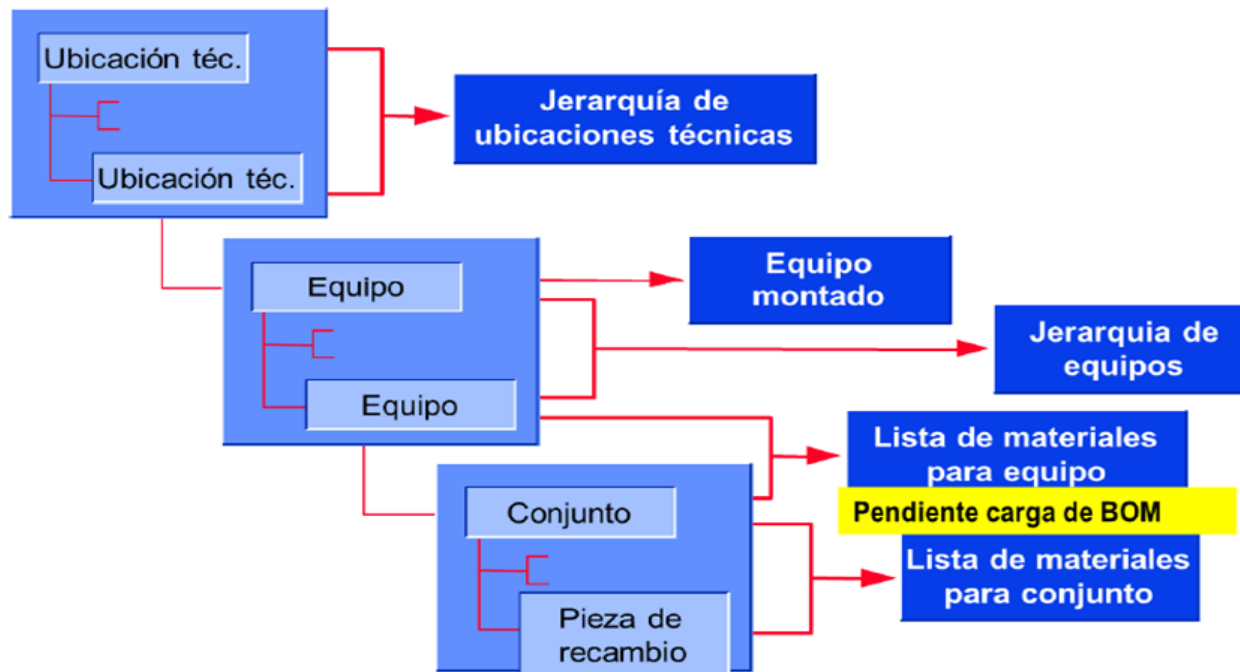 Ubicación téc.
Ubicación téc.
Jerarquía de
ubicaciones técnicas
Equipo
Equipo
Equipo
montado
Jerarquia de
equipos
Conjunto
Pieza de
recambio
Lista de materiales
para equipo
Pendiente carga de BOM
Lista de materiales
para conjunto